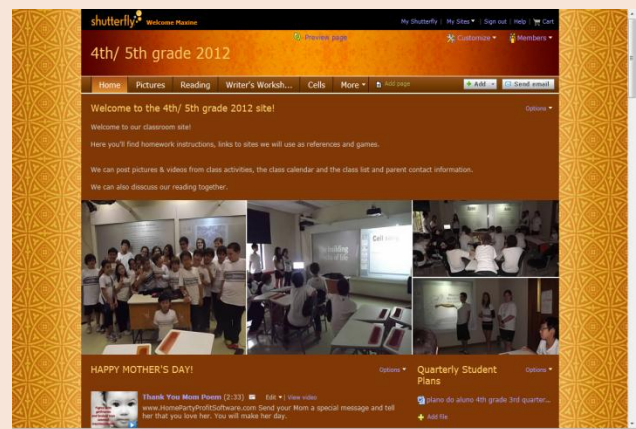 shutterfly Welcome Maxine
My Shutterfly | My Sites | Sign out | Help | Cart
Preview page
Customize
Members
4th/ 5th grade 2012
Home Pictures Reading Writer's Worksh... Cells More Add page Add Send email
Welcome to the 4th/ 5th grade 2012 site!
Options
Welcome to our classroom site!
Here you'll find homework instructions, links to sites we will use as references and games.
We can post pictures & videos from class activities, the class calendar and the class list and parent contact information.
We can also disscuss our reading together.
The building
Cell
HAPPY MOTHER'S DAY!
Options
Thank You Mom Poem (2:33) Edit | View video
www.HomePartyProfitSoftware.com Send your Mom a special message and tell
her that you love her. You will make her day.
Quarterly Student
Plans
Options
plano do aluno 4th grade 3rd quarter...
Add file